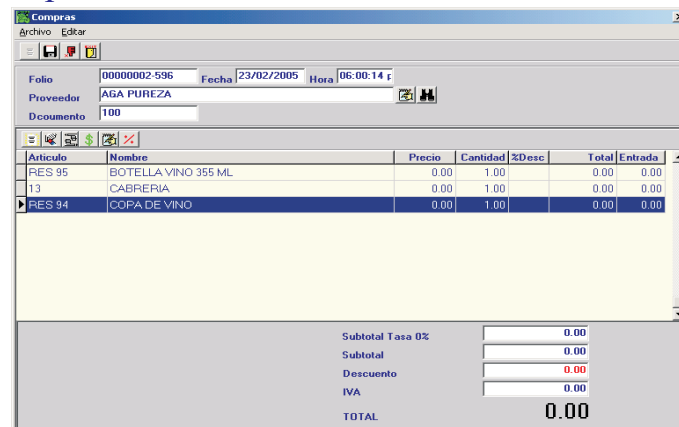 Compras
Archivo Editar
Folio 00000002-596 Fecha 23/02/2005 Hora 06:00:14 p
Proveedor AGA PUREZA
Dcoumento 100
Articulo Nombre Precio Cantidad %Desc Total Entrada
RES 95 BOTELLA VINO 355 ML 0.00 1.00 0.00 0.00
13 CABRERIA 0.00 1.00 0.00 0.00
RES 94 COPA DE VINO 0.00 1.00 0.00 0.00
Subtotal Tasa 0% 0.00
Subtotal 0.00
Descuento 0.00
IVA 0.00
TOTAL 0.00